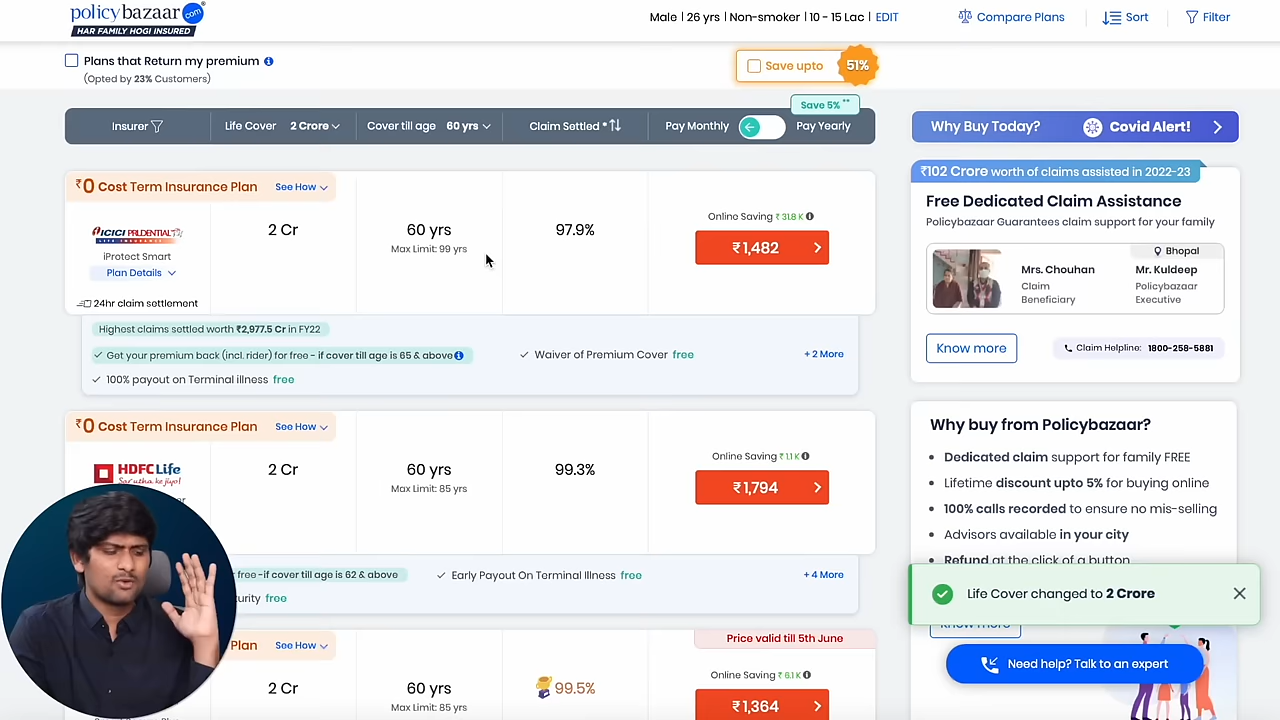 policybazaar.com
HAR FAMILY HOGI INSURED
Male | 26 yrs | Non-smoker | 10 - 15 Lac | EDIT
Compare Plans
Sort
Filter
Plans that Return my premium
(Opted by 23% Customers)
Save upto 51%
Save 5% **
Insurer
Life Cover 2 Crore
Cover till age 60 yrs
Claim Settled *
Pay Monthly
Pay Yearly
Why Buy Today?
Covid Alert!
₹0 Cost Term Insurance Plan See How
ICICI PRUDENTIAL
LIFE INSURANCE
iProtect Smart
Plan Details
24hr claim settlement
2 Cr
60 yrs
Max Limit: 99 yrs
97.9%
Online Saving ₹ 31.8 K
₹1,482
Highest claims settled worth ₹2,977.5 Cr in FY22
Get your premium back (incl. rider) for free - if cover till age is 65 & above
Waiver of Premium Cover free
+ 2 More
100% payout on Terminal illness free
₹102 Crore worth of claims assisted in 2022-23
Free Dedicated Claim Assistance
Policybazaar Guarantees claim support for your family
Bhopal
Mrs. Chouhan
Claim
Beneficiary
Mr. Kuldeep
Policybazaar
Executive
Know more
Claim Helpline: 1800-258-5881
₹0 Cost Term Insurance Plan See How
HDFC Life
Sar utha ke jiyo!
2 Cr
60 yrs
Max Limit: 85 yrs
99.3%
Online Saving ₹ 1.1 K
₹1,794
free -if cover till age is 62 & above
Early Payout On Terminal Illness free
+ 4 More
free
Why buy from Policybazaar?
Dedicated claim support for family FREE
Lifetime discount upto 5% for buying online
100% calls recorded to ensure no mis-selling
Advisors available in your city
Refund at the click of a button
Life Cover changed to 2 Crore
Know more
Need help? Talk to an expert
Plan See How
Price valid till 5th June
2 Cr
60 yrs
Max Limit: 85 yrs
99.5%
Online Saving ₹ 6.1 K
₹1,364